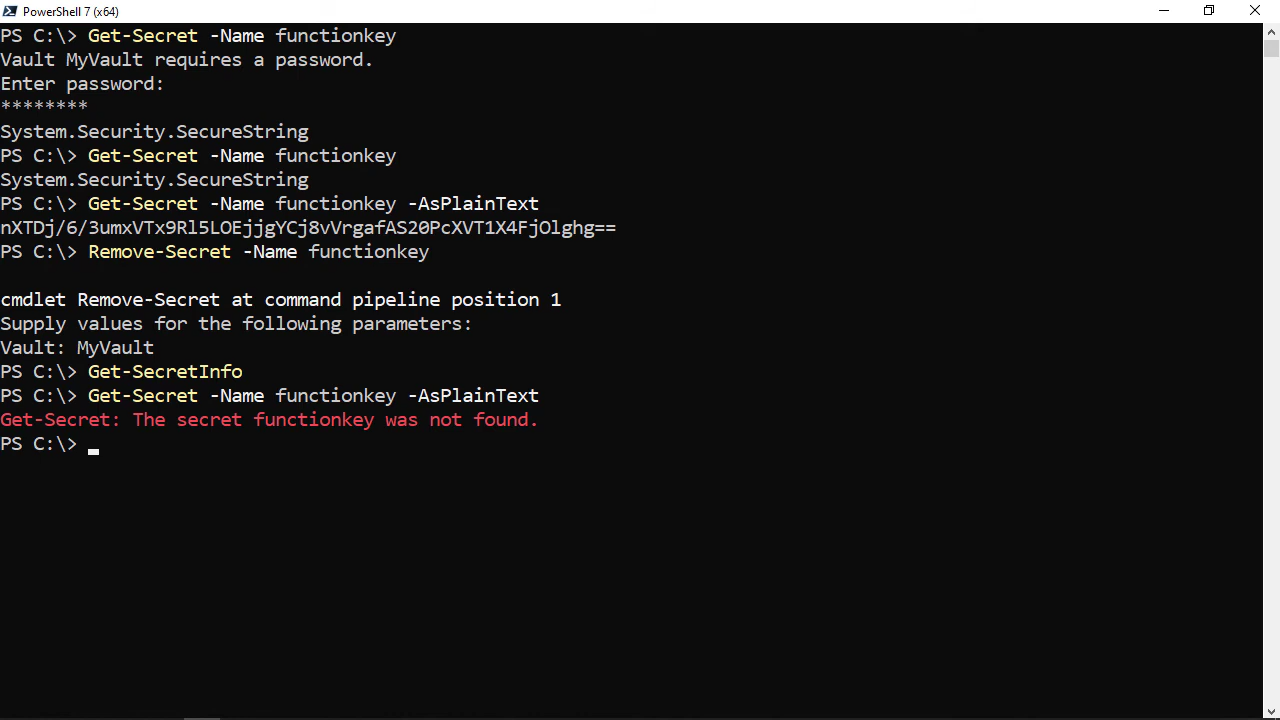 PowerShell 7 (x64)
PS C:\> Get-Secret -Name functionkey
Vault MyVault requires a password.
Enter password:
********
System.Security.SecureString
PS C:\> Get-Secret -Name functionkey
System.Security.SecureString
PS C:\> Get-Secret -Name functionkey -AsPlainText
nXTDj/6/3umxVTx9Rl5LOEjjgYCj8vVrgafAS20PcXVT1X4FjOlghg==
PS C:\> Remove-Secret -Name functionkey
cmdlet Remove-Secret at command pipeline position 1
Supply values for the following parameters:
Vault: MyVault
PS C:\> Get-SecretInfo
PS C:\> Get-Secret -Name functionkey -AsPlainText
Get-Secret: The secret functionkey was not found.
PS C:\>